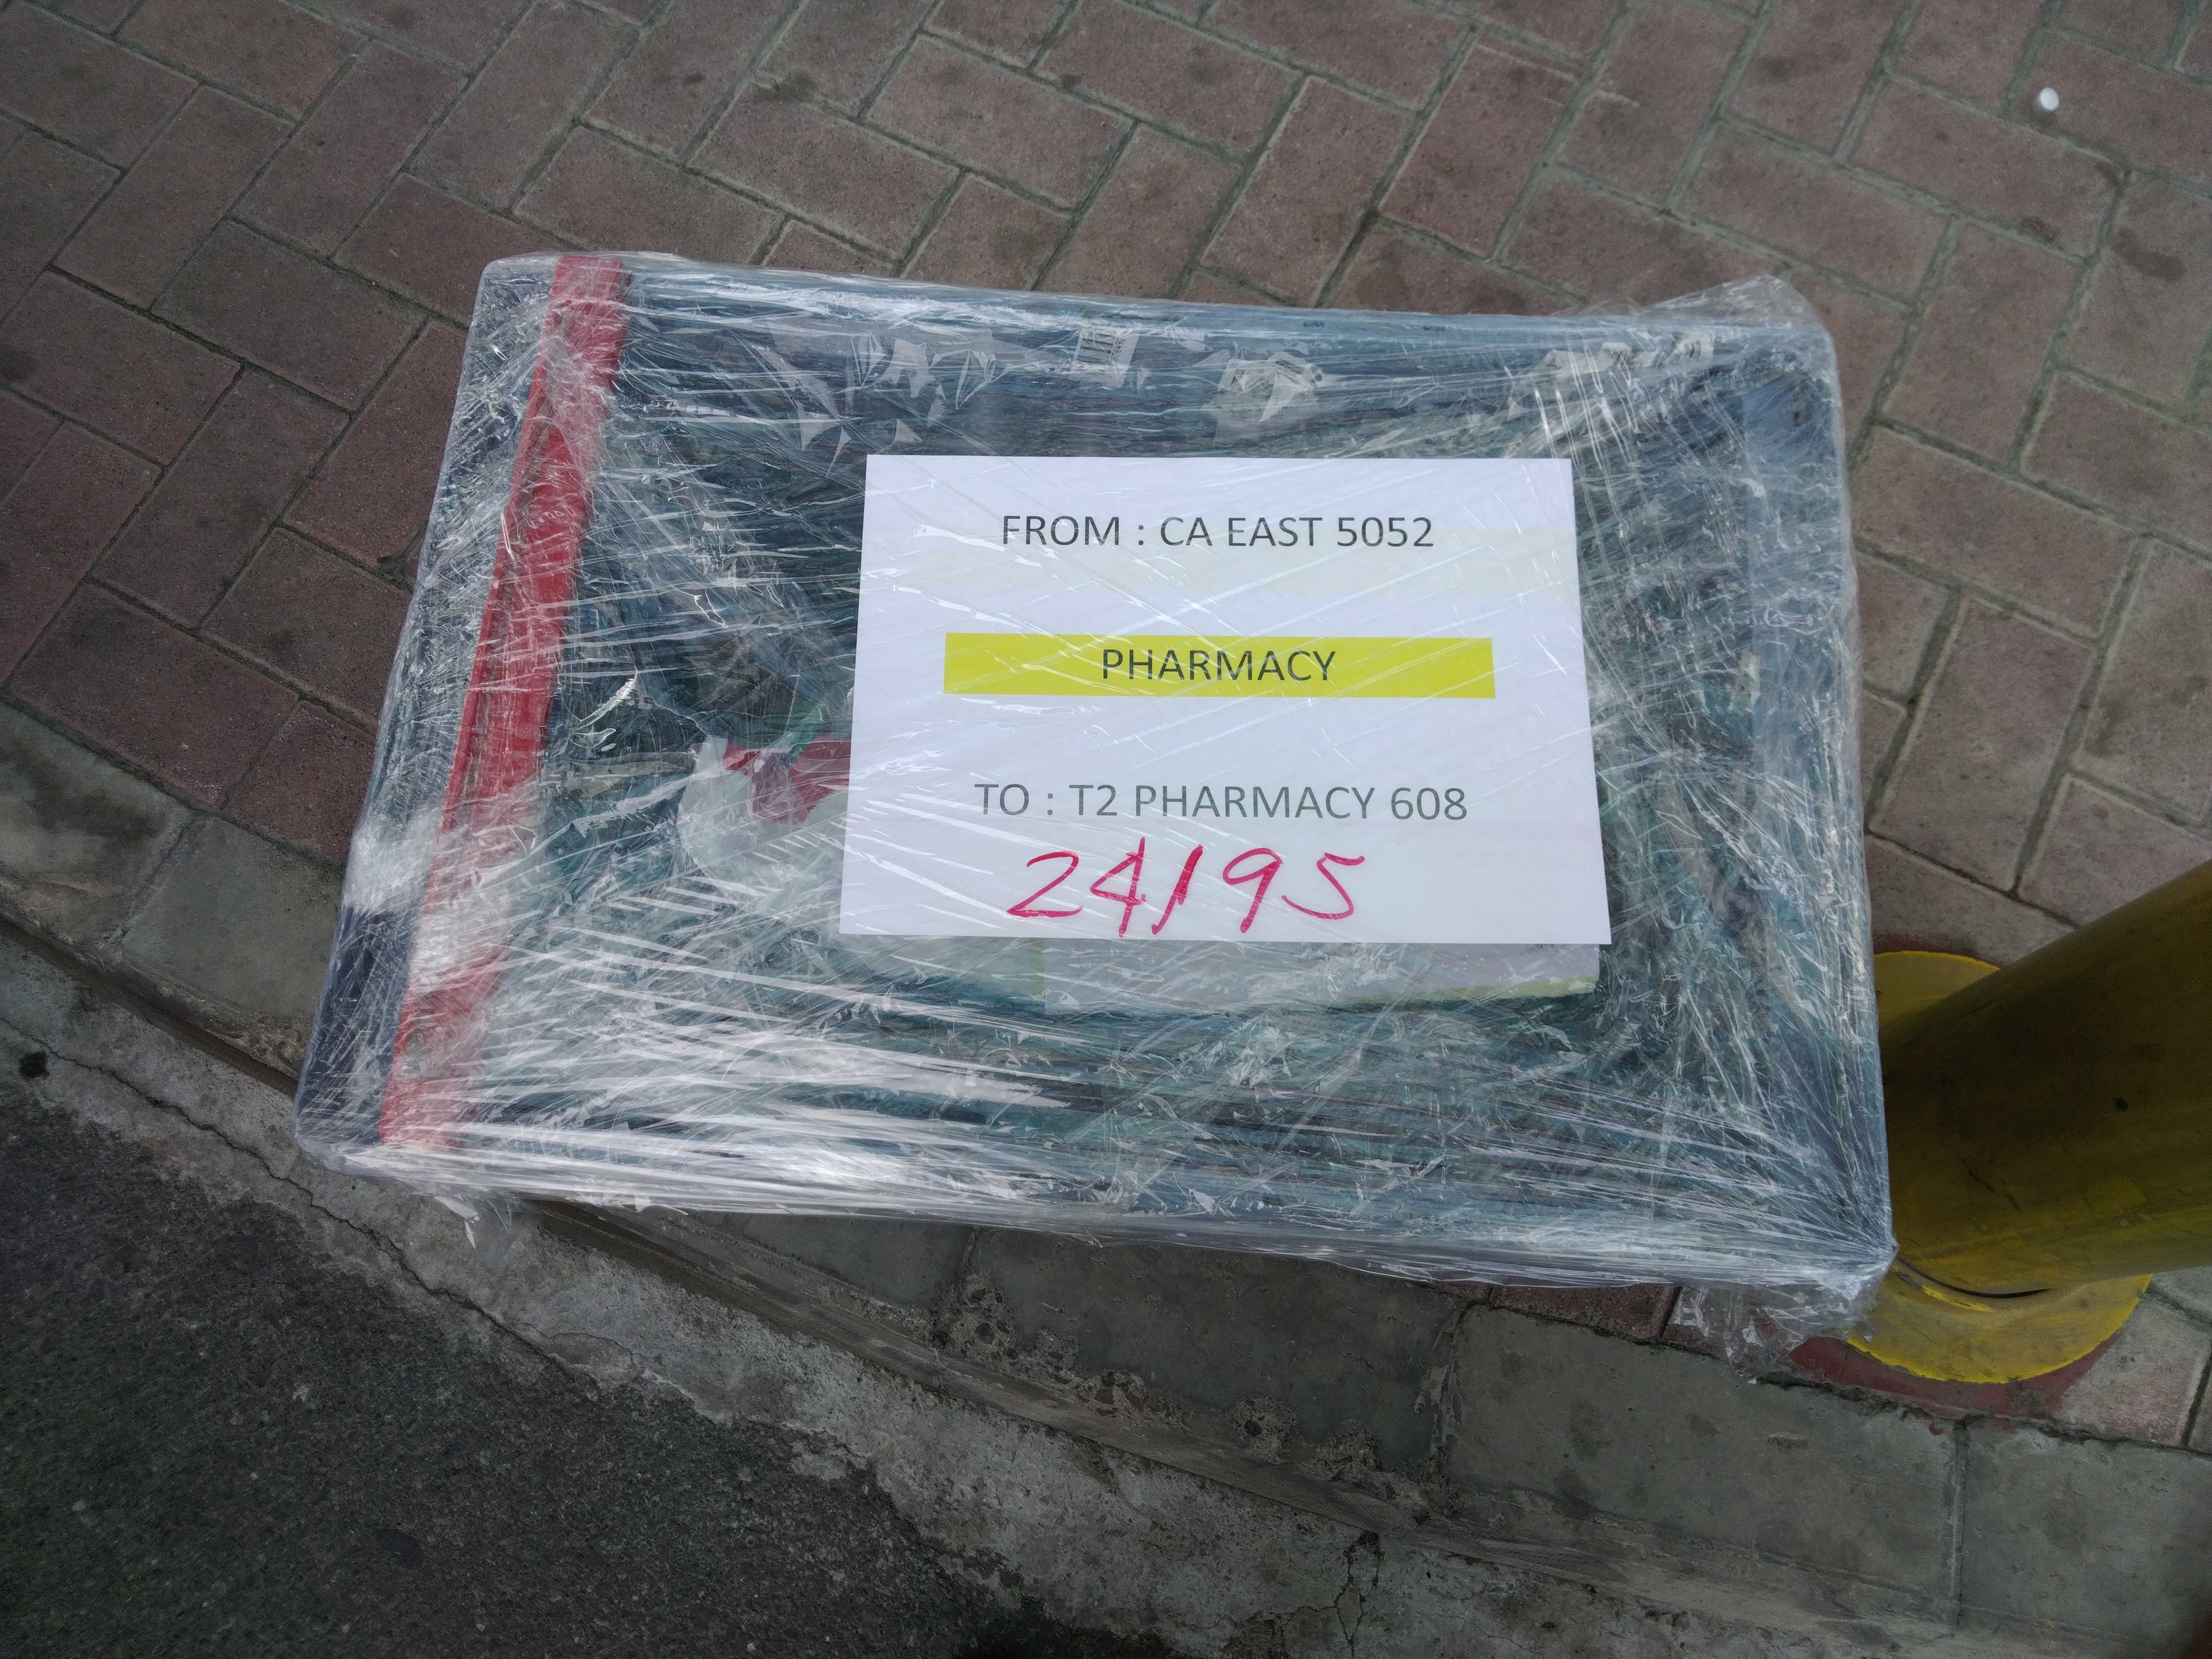 FROM : CA EAST 5052
PHARMACY
TO : T2 PHARMACY 608
24195